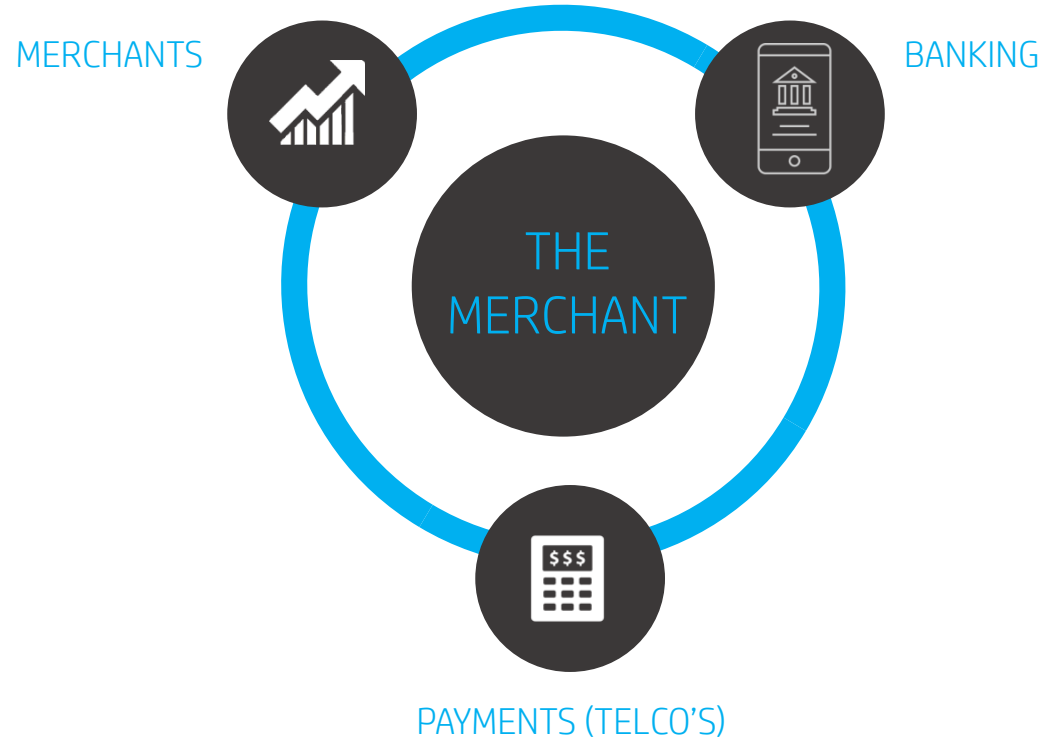 MERCHANTS
BANKING
THE
MERCHANT
$$$
PAYMENTS (TELCO’S)